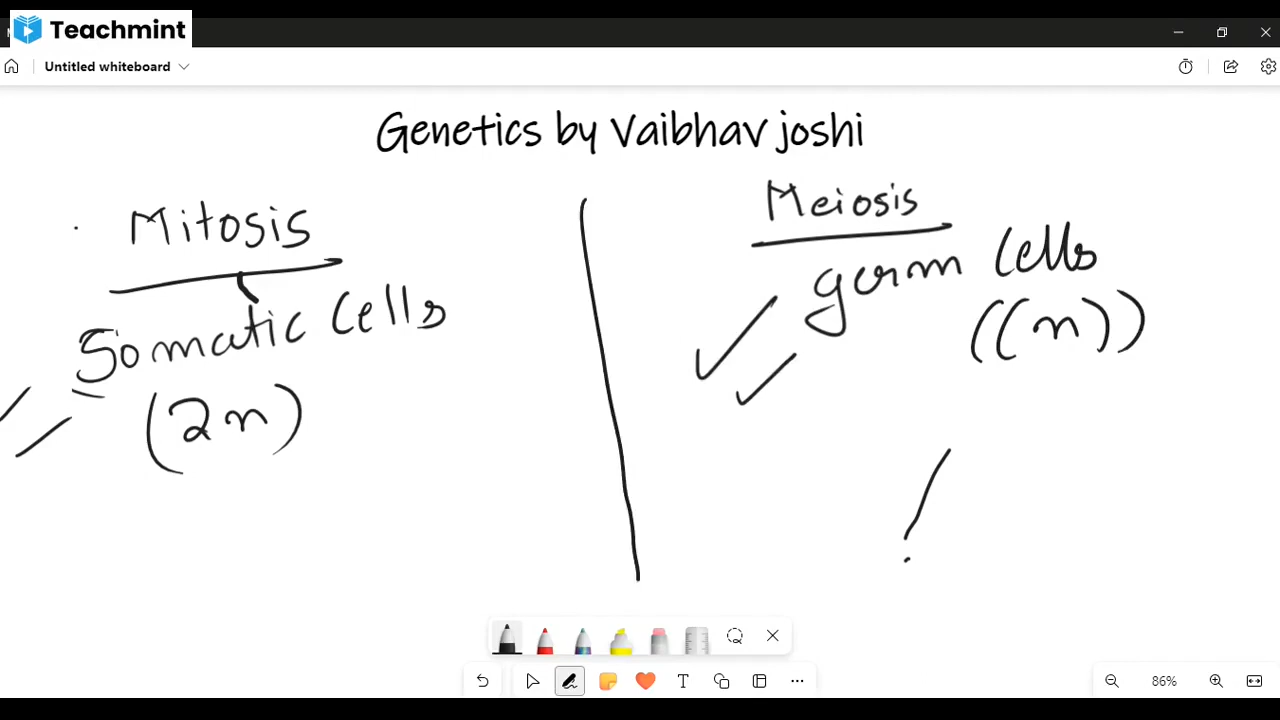 Teachmint
Untitled whiteboard
Genetics by Vaibhav joshi
Mitosis
Somatic Cells
(2n)
Meiosis
germ Cells
((n))
86%